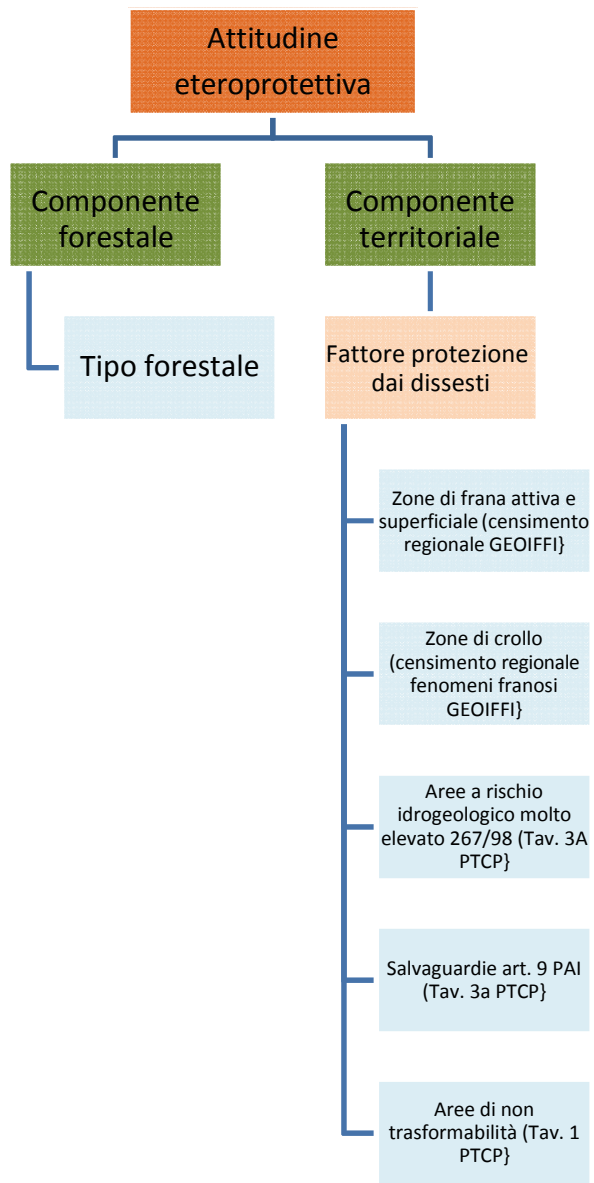 Attitudine
eteroprotettiva
Componente
forestale
Componente
territoriale
Tipo forestale
Fattore protezione
dai dissesti
Zone di frana attiva e
superficiale (censimento
regionale GEOIFFI}
Zone di crollo
(censimento regionale
fenomeni franosi
GEOIFFI}
Aree a rischio
idrogeologico molto
elevato 267/98 (Tav. 3A
PTCP}
Salvaguardie art. 9 PAI
(Tav. 3a PTCP}
Aree di non
trasformabilità (Tav. 1
PTCP}